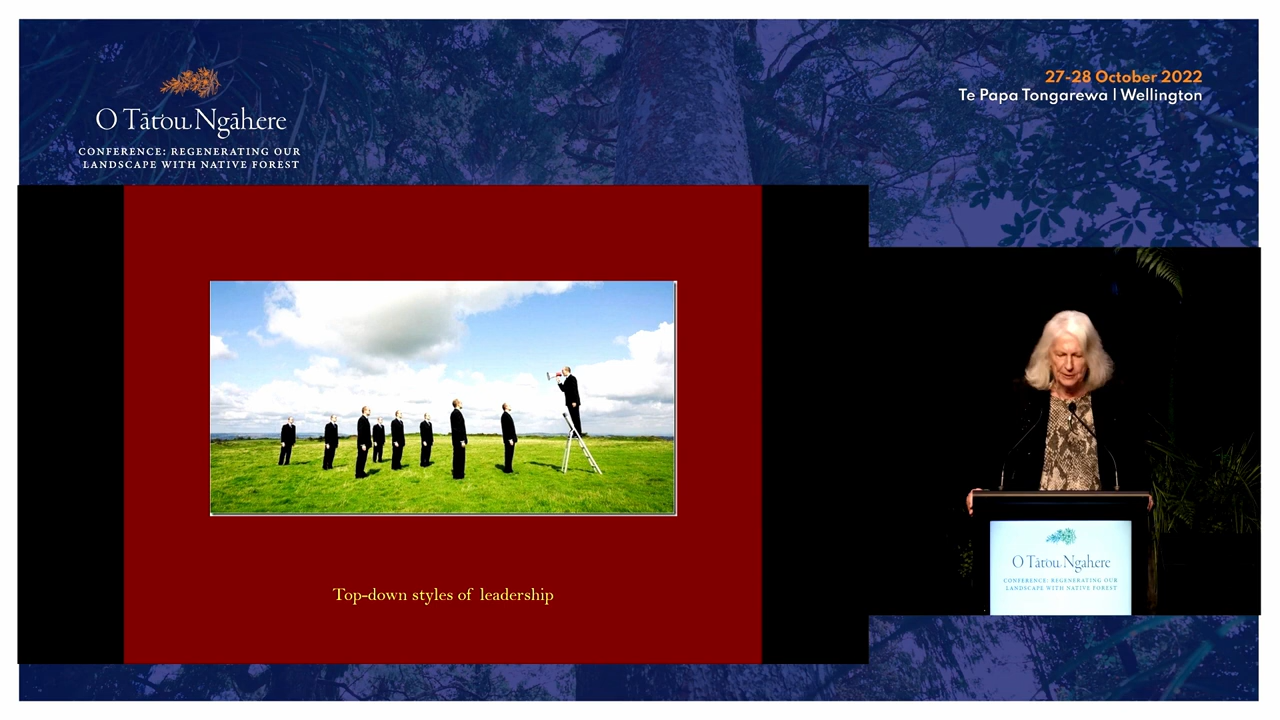 O Tātou Ngāhere
CONFERENCE: REGENERATING OUR
LANDSCAPE WITH NATIVE FOREST
27-28 October 2022
Te Papa Tongarewa | Wellington
Top-down styles of leadership
O Tātou Ngahere
CONFERENCE: REGENERATING OUR
LANDSCAPE WITH NATIVE FOREST